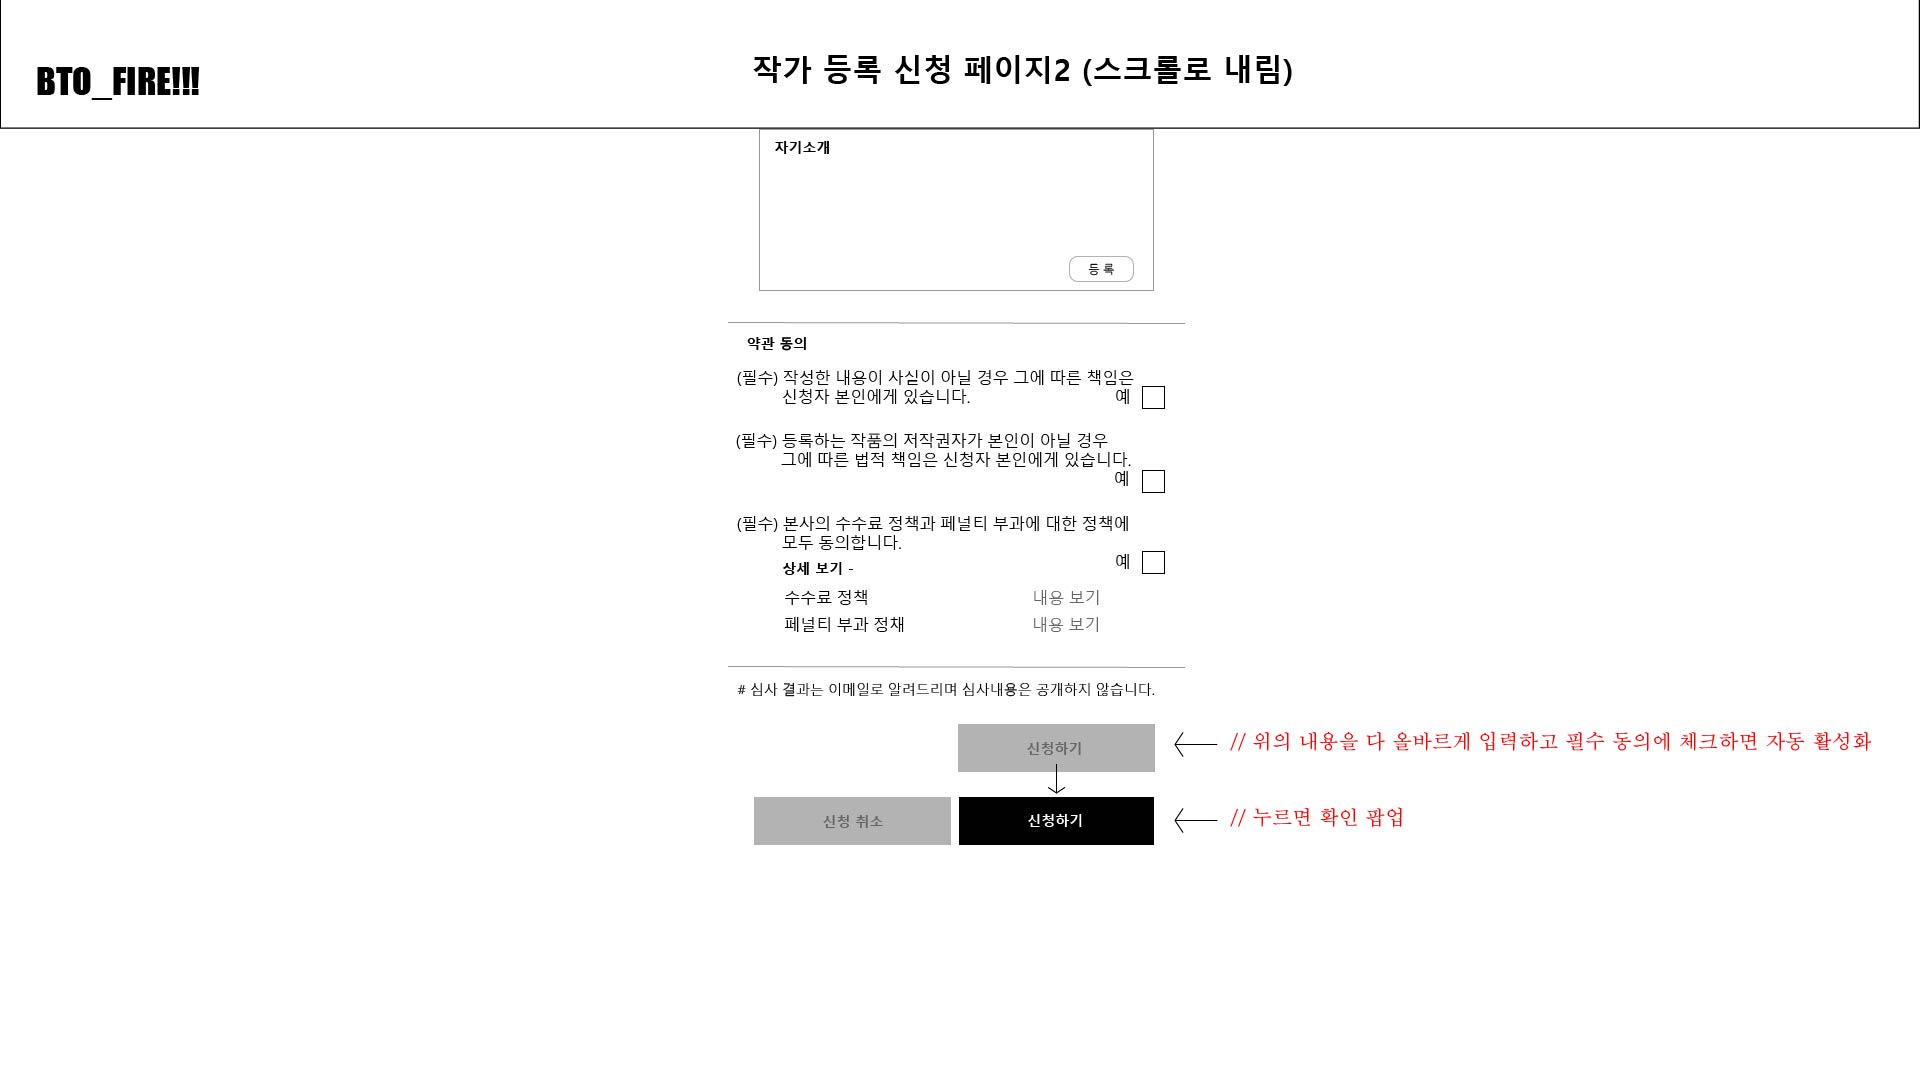 BTO_FIRE!!!
작가 등록 신청 페이지2 (스크롤로 내림)
자기소개
등 록
약관 동의
(필수) 작성한 내용이 사실이 아닐 경우 그에 따른 책임은
신청자 본인에게 있습니다.
예
(필수) 등록하는 작품의 저작권자가 본인이 아닐 경우
그에 따른 법적 책임은 신청자 본인에게 있습니다.
예
(필수) 본사의 수수료 정책과 페널티 부과에 대한 정책에
모두 동의합니다.
예
상세 보기 -
수수료 정책 내용 보기
페널티 부과 정채 내용 보기
# 심사 결과는 이메일로 알려드리며 심사내용은 공개하지 않습니다.
신청하기
// 위의 내용을 다 올바르게 입력하고 필수 동의에 체크하면 자동 활성화
신청 취소
신청하기
// 누르면 확인 팝업